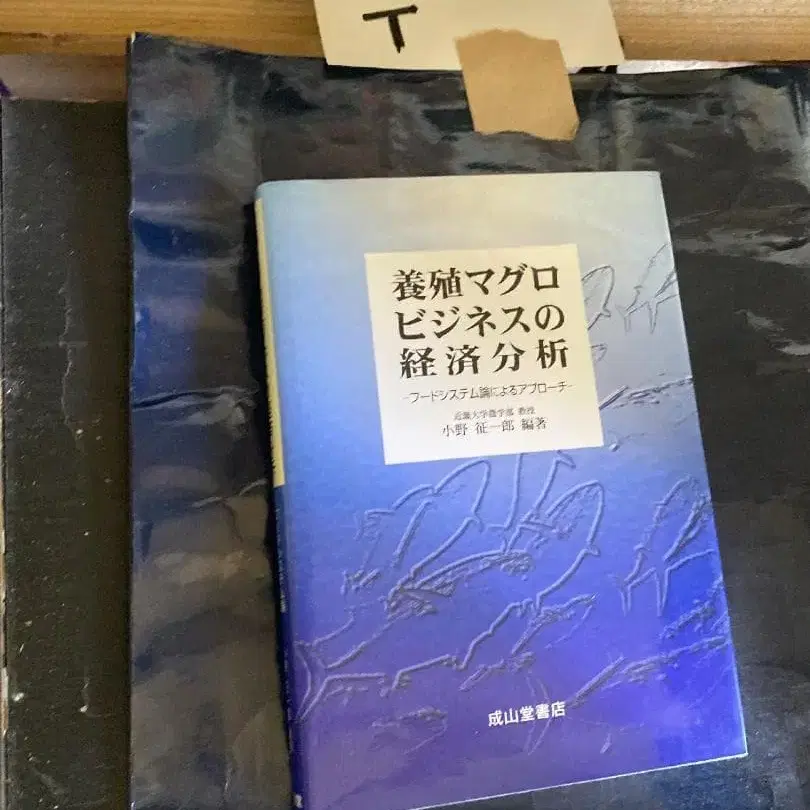 T
養殖マグロ
ビジネスの
経済分析
-フードシステム論によるアプローチ-
近畿大学農学部 教授
小野 征一郎 編著
成山堂書店